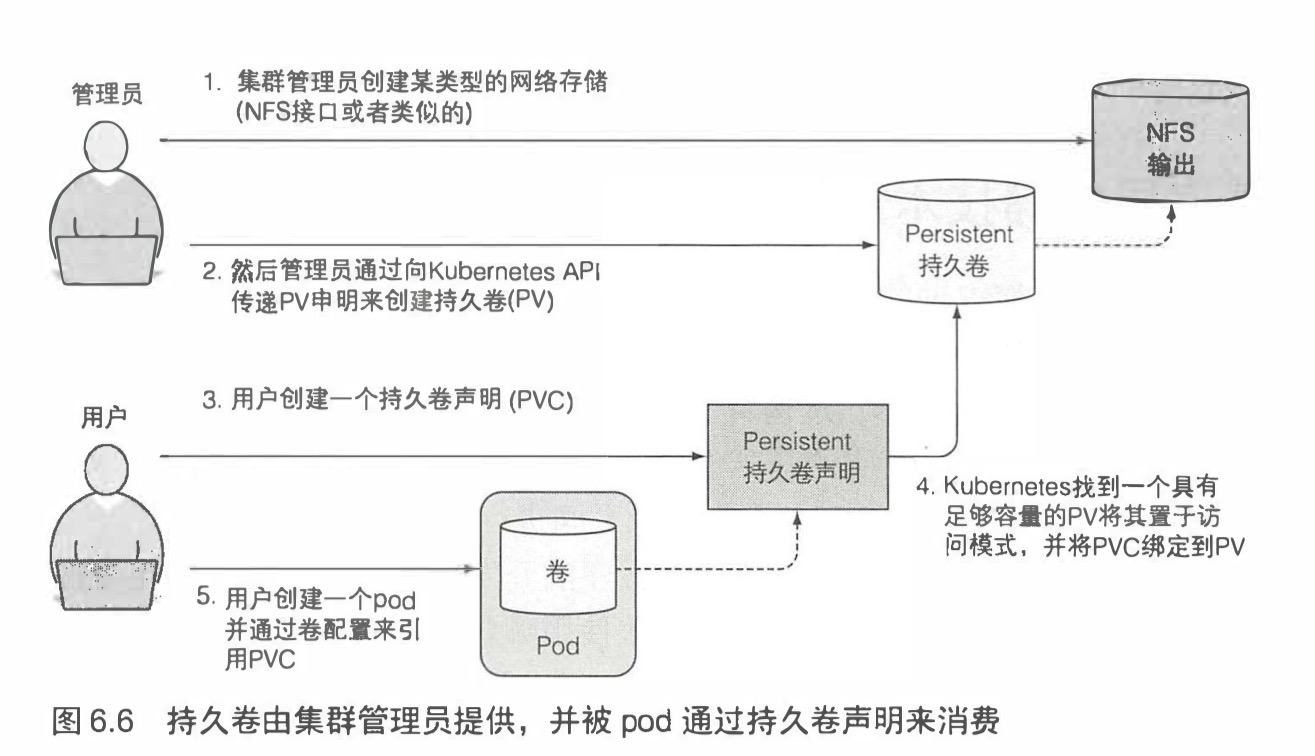 管理员
1. 集群管理员创建某类型的网络存储
(NFS接口或者类似的)
NFS
输出
Persistent
持久卷
2. 然后管理员通过向Kubernetes API
传递PV申明来创建持久卷(PV)
3. 用户创建一个持久卷声明 (PVC)
用户
Persistent
持久卷声明
4. Kubernetes找到一个具有
足够容量的PV将其置于访
问模式，并将PVC绑定到PV
卷
Pod
5. 用户创建一个pod
并通过卷配置来引
用PVC
图 6.6 持久卷由集群管理员提供，并被 pod 通过持久卷声明来消费